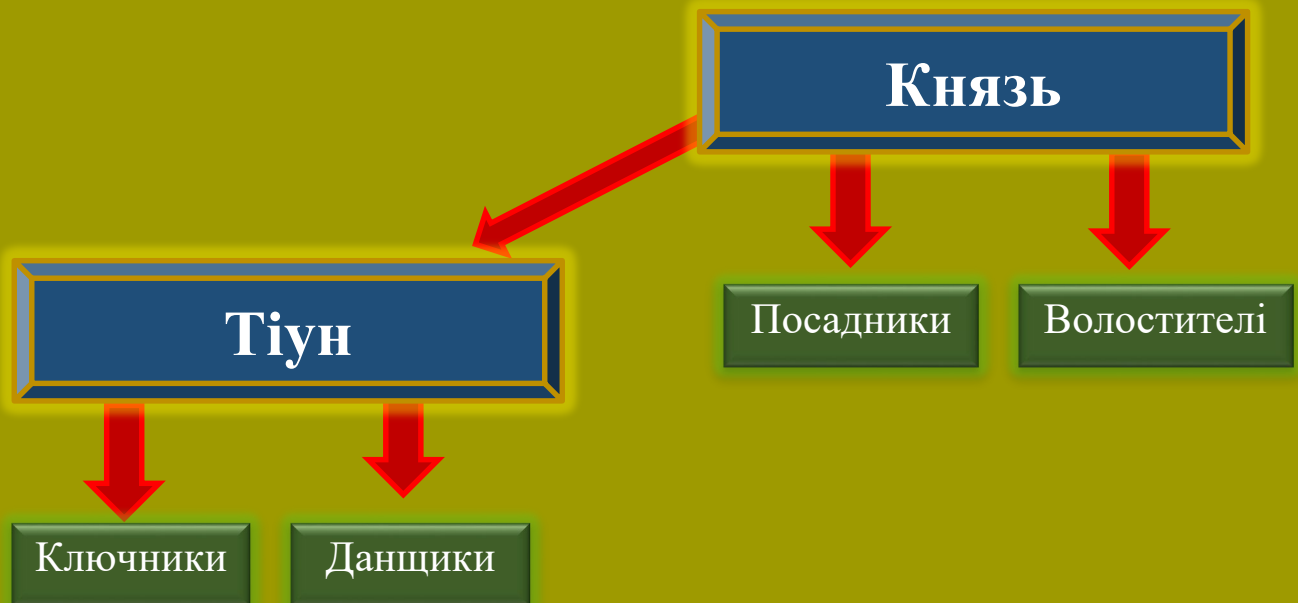 Князь
Тіун
Посадники
Волостителі
Ключники
Данщики